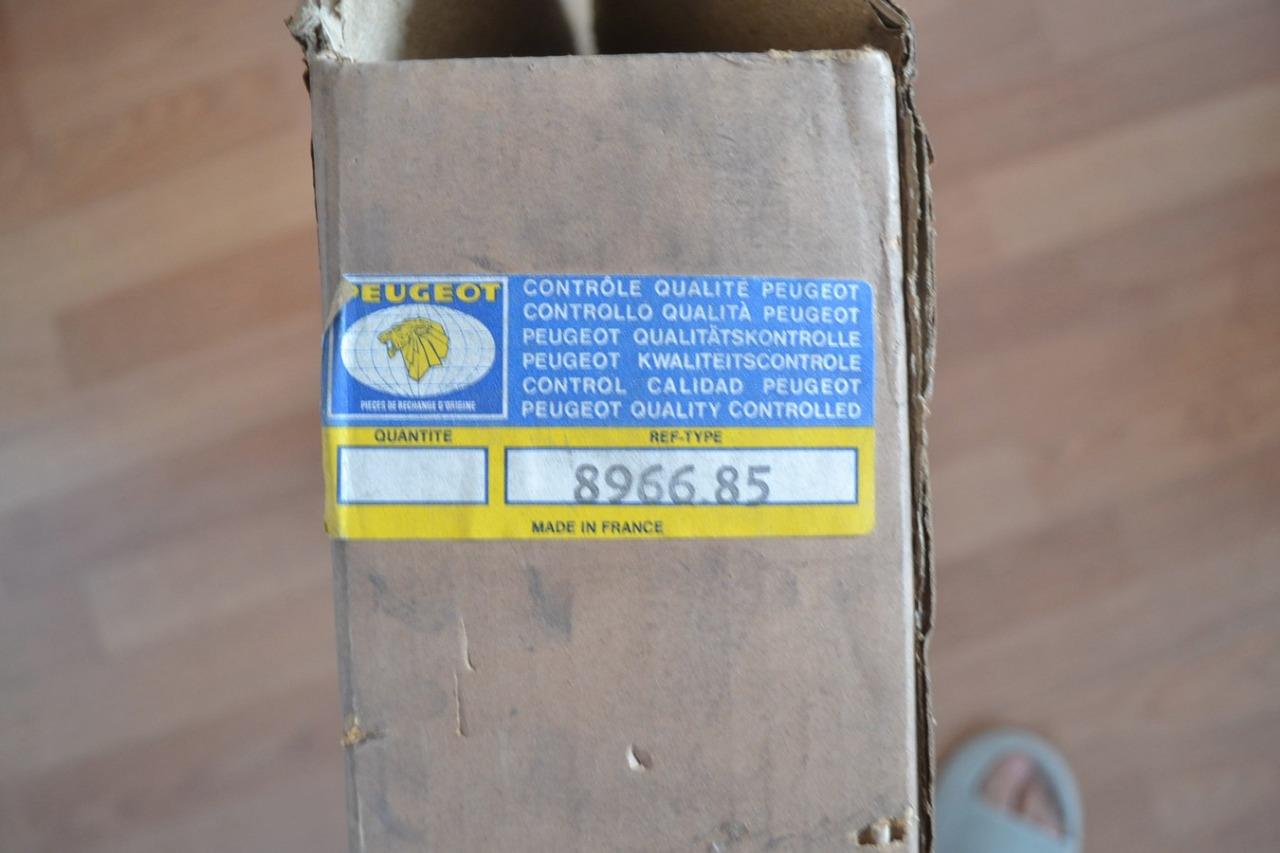 PEUGEOT
PIECES DE RECHANGE D'ORIGINE
CONTRÔLE QUALITE PEUGEOT
CONTROLLO QUALITÀ PEUGEOT
PEUGEOT QUALITÄTSKONTROLLE
PEUGEOT KWALITEITSCONTROLE
CONTROL CALIDAD PEUGEOT
PEUGEOT QUALITY CONTROLLED
QUANTITE
REF-TYPE
8966.85
MADE IN FRANCE